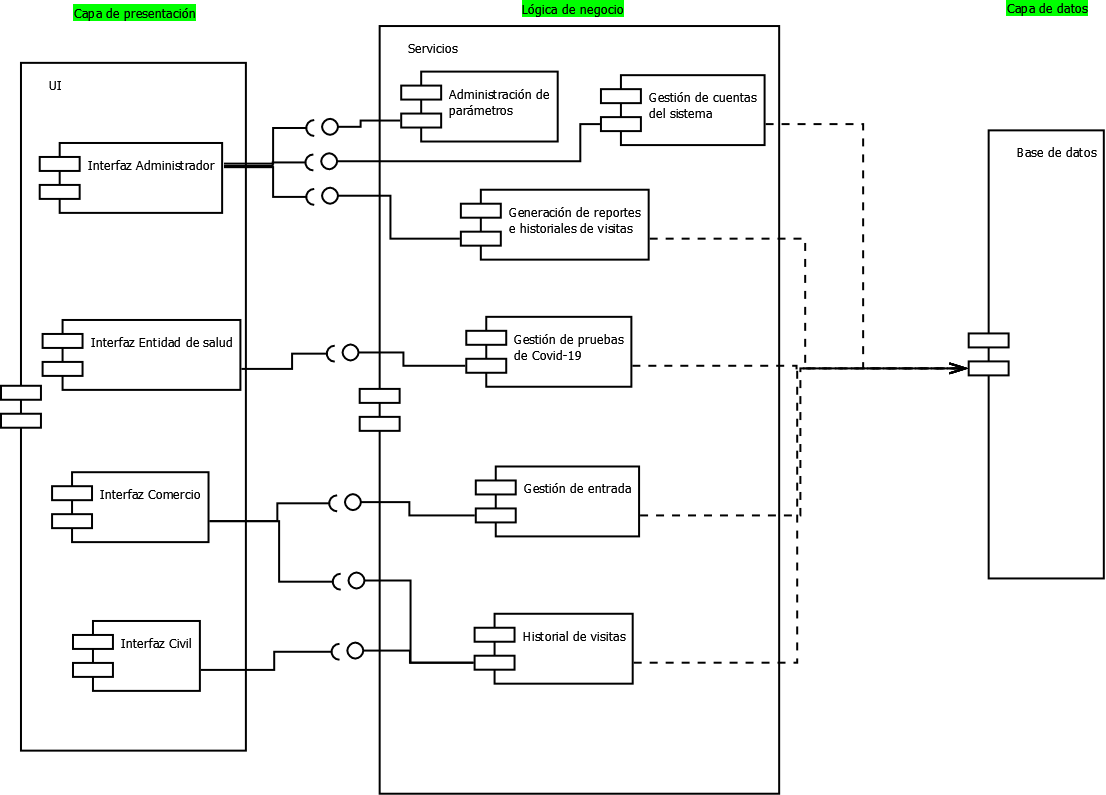 Capa de presentación
Lógica de negocio
Capa de datos
UI
Servicios
Administración de
parámetros
Gestión de cuentas
del sistema
Base de datos
Interfaz Administrador
Generación de reportes
e historiales de visitas
Interfaz Entidad de salud
Gestión de pruebas
de Covid-19
Interfaz Comercio
Gestión de entrada
Interfaz Civil
Historial de visitas